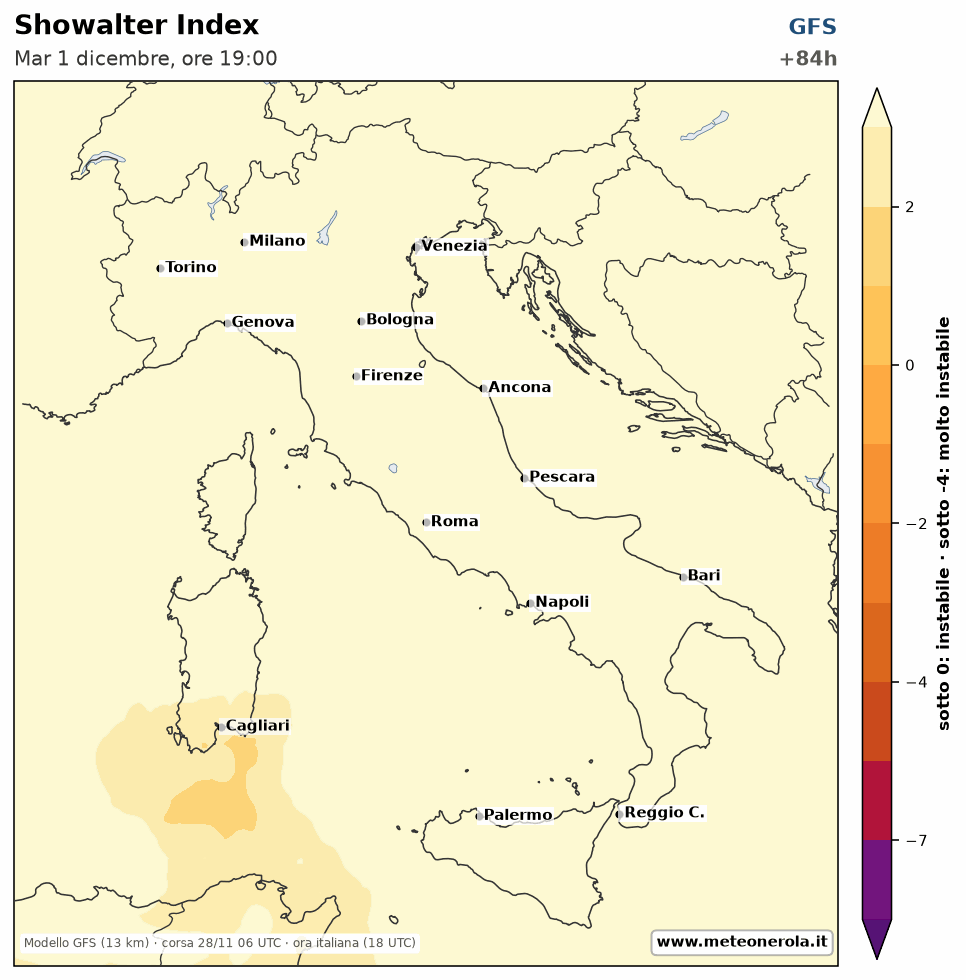 Showalter Index
GFS
Mar 1 dicembre, ore 19:00
+84h
Milano
Venezia
Torino
Genova
Bologna
Firenze
Ancona
Pescara
Roma
Bari
Napoli
Cagliari
Palermo
Reggio C.
2
0
−2
−4
−7
sotto 0: instabile · sotto -4: molto instabile
Modello GFS (13 km) · corsa 28/11 06 UTC · ora italiana (18 UTC)
www.meteonerola.it